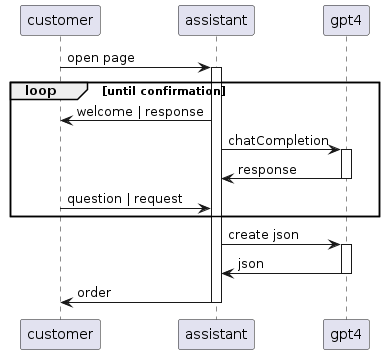 customer assistant gpt4
open page
loop [until confirmation]
welcome | response
chatCompletion
response
question | request
create json
json
order
customer assistant gpt4